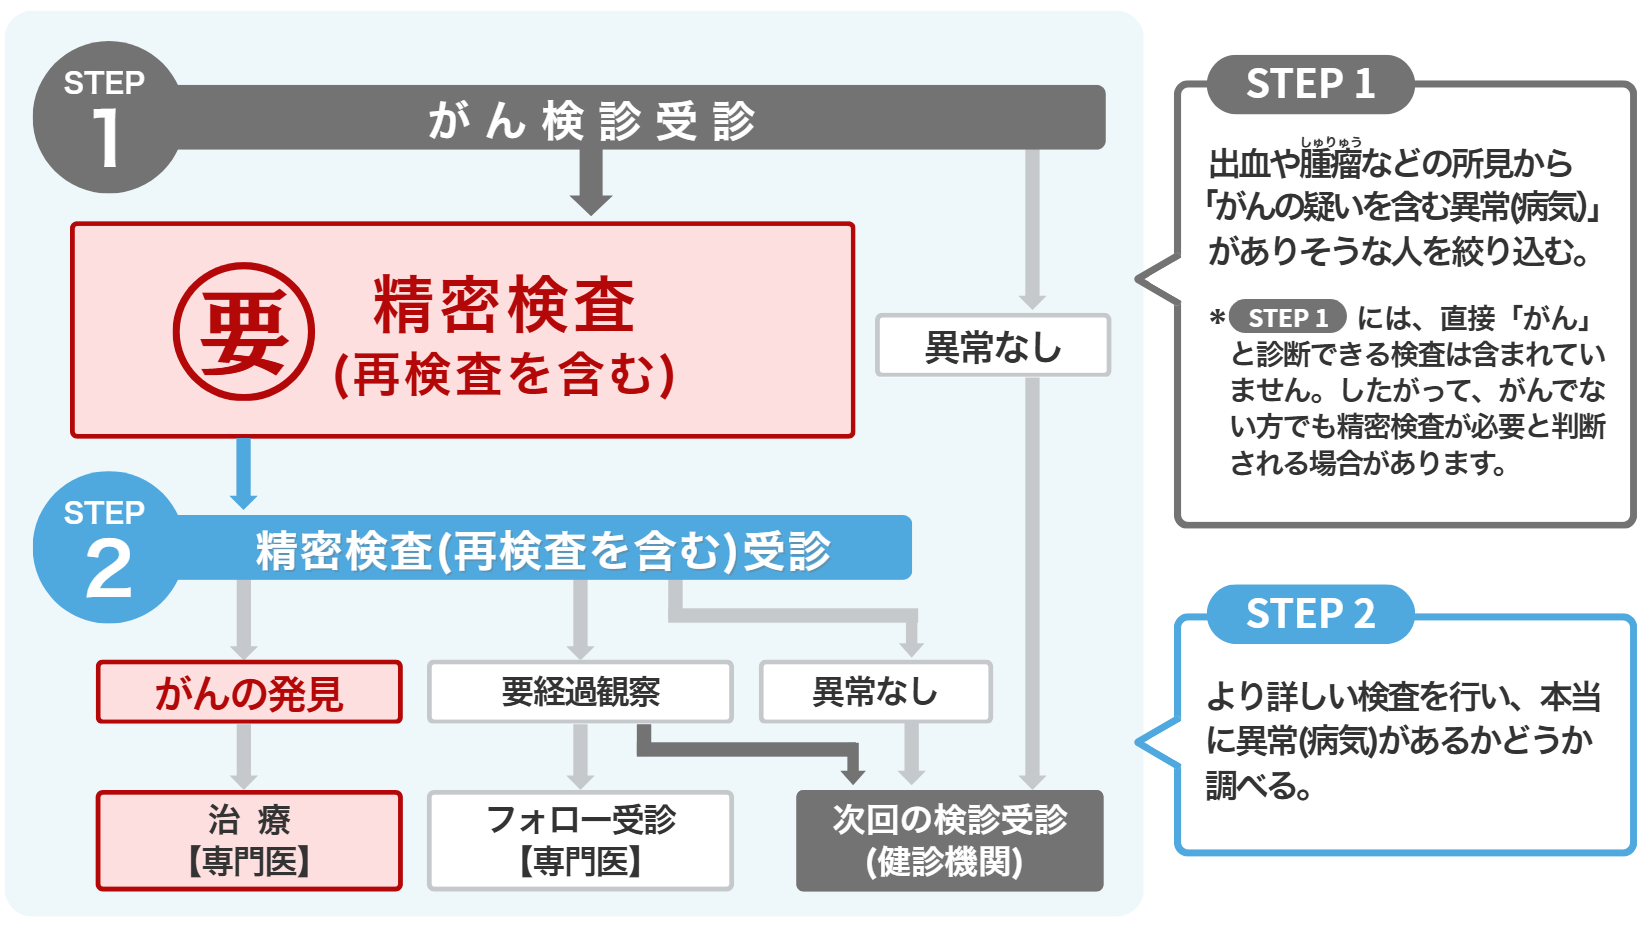 STEP
1
がん検診受診
要
精密検査
(再検査を含む)
異常なし
STEP
2
精密検査(再検査を含む)受診
がんの発見
要経過観察
異常なし
治 療
【専門医】
フォロー受診
【専門医】
次回の検診受診
(健診機関)
STEP 1
しゅりゅう
出血や腫瘤などの所見から
「がんの疑いを含む異常(病気)」
がありそうな人を絞り込む。
* STEP 1 には、直接「がん」
と診断できる検査は含まれてい
ません。したがって、がんでな
い方でも精密検査が必要と判断
される場合があります。
STEP 2
より詳しい検査を行い、本当
に異常(病気)があるかどうか
調べる。